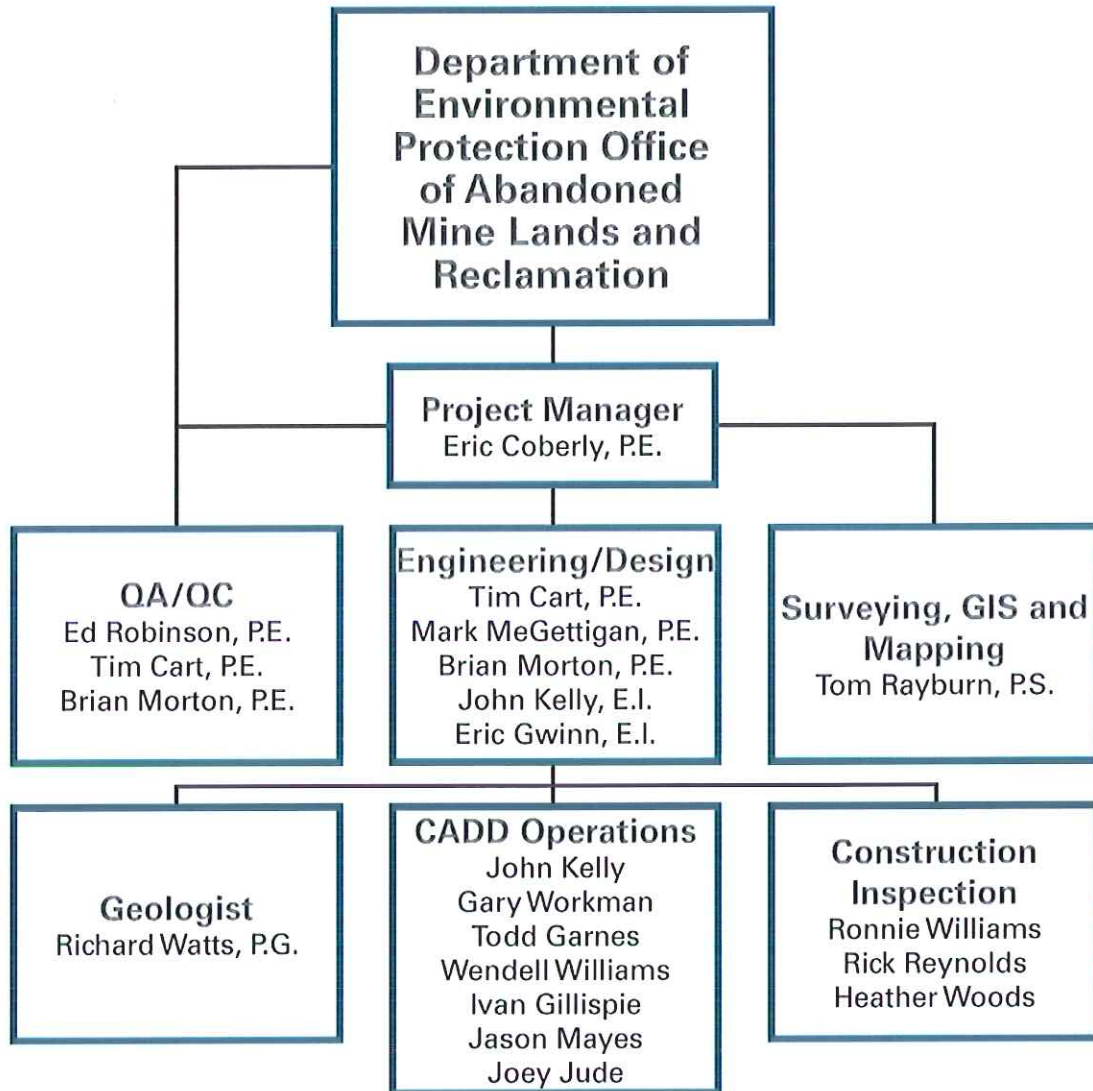 Department of
Environmental
Protection Office
of Abandoned
Mine Lands and
Reclamation
Project Manager
Eric Coberly, P.E.
QA/QC
Ed Robinson, P.E.
Tim Cart, P.E.
Brian Morton, P.E.
Engineering/Design
Tim Cart, P.E.
Mark MeGettigan, P.E.
Brian Morton, P.E.
John Kelly, E.I.
Eric Gwinn, E.I.
Surveying, GIS and
Mapping
Tom Rayburn, P.S.
Geologist
Richard Watts, P.G.
CADD Operations
John Kelly
Gary Workman
Todd Garnes
Wendell Williams
Ivan Gillispie
Jason Mayes
Joey Jude
Construction
Inspection
Ronnie Williams
Rick Reynolds
Heather Woods